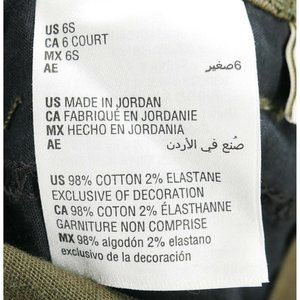 US 6S
CA 6 COURT
MX 6S
AE 6صغير
US MADE IN JORDAN
CA FABRIQUÉ EN JORDANIE
MX HECHO EN JORDANIA
AE صُنع في الأردن
US 98% COTTON 2% ELASTANE
EXCLUSIVE OF DECORATION
CA 98% COTON 2% ÉLASTHANNE
GARNITURE NON COMPRISE
MX 98% algodón 2% elastano
exclusivo de la decoración